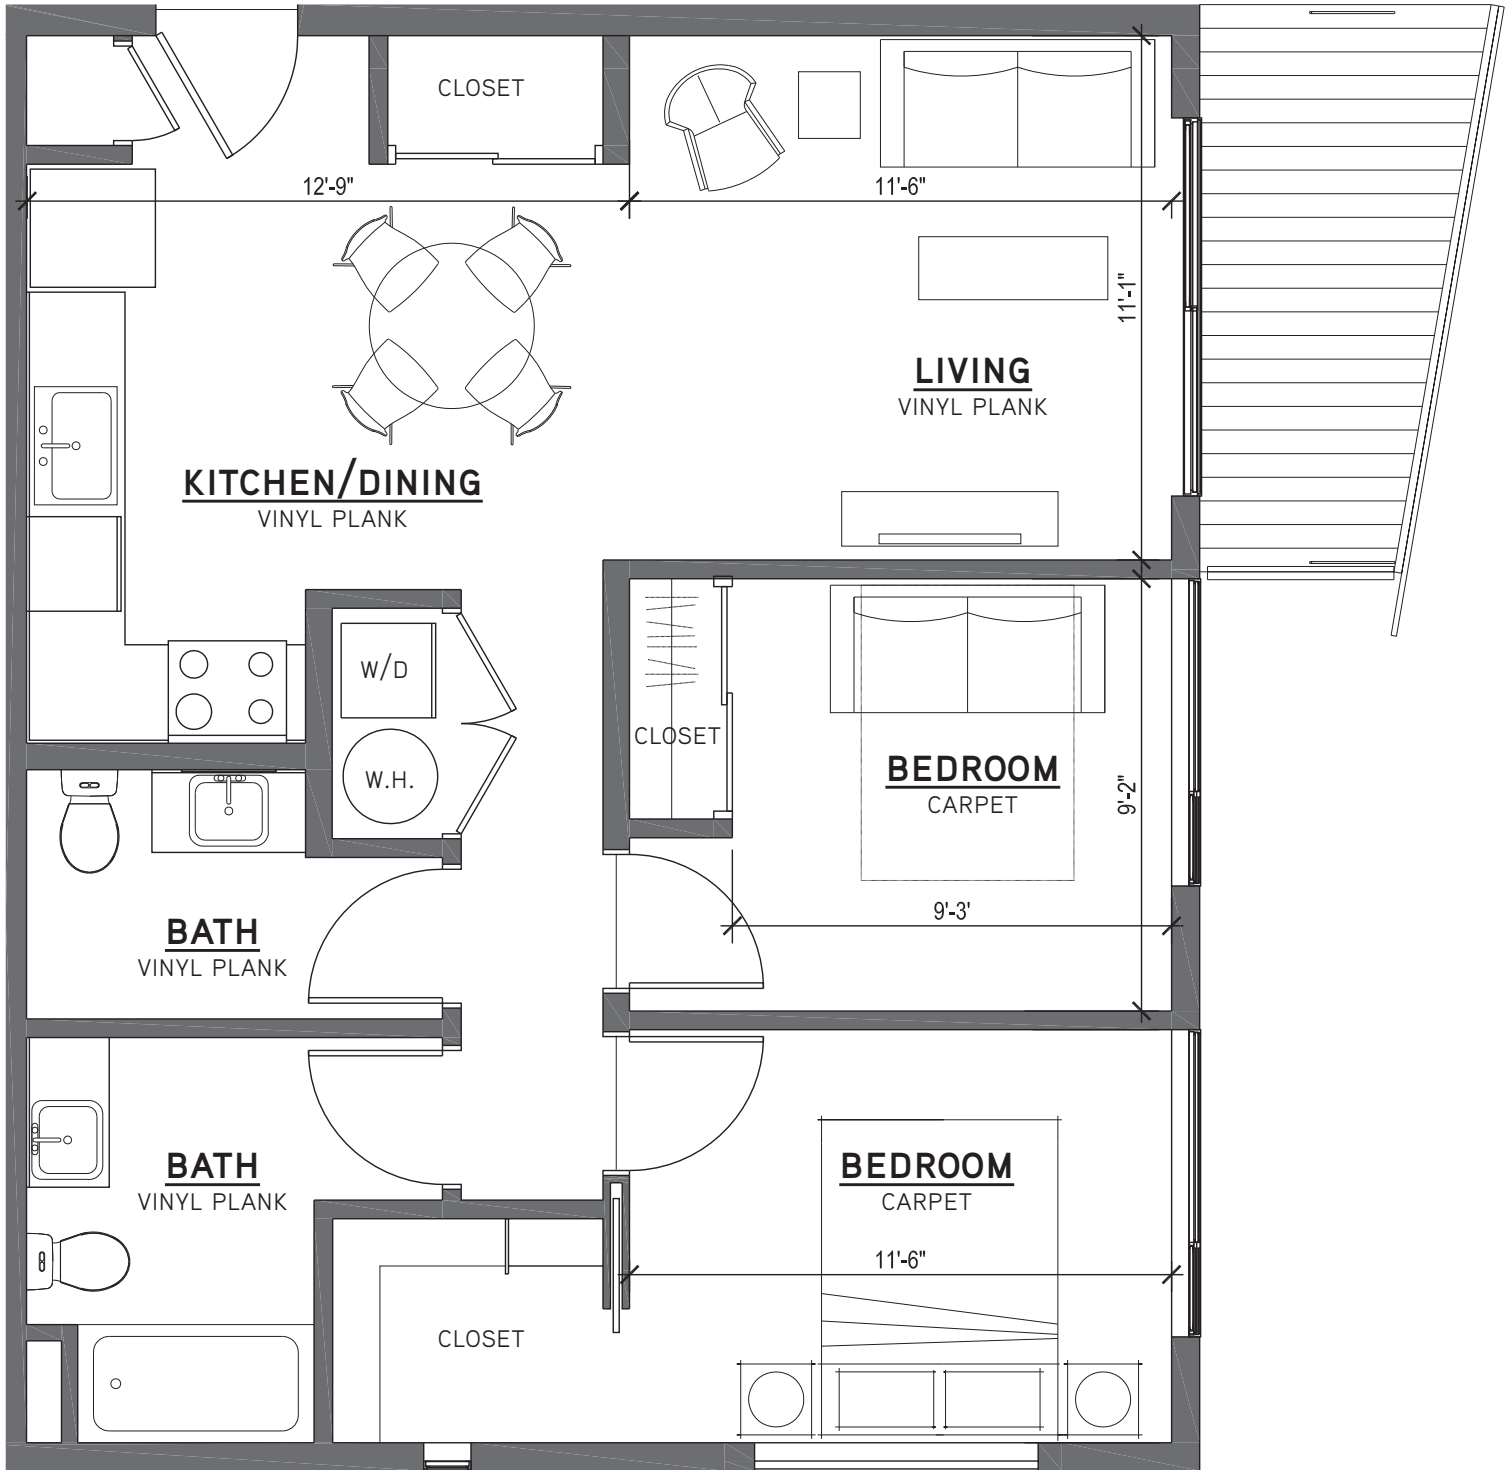 CLOSET
12'-9"
11'-6"
11'-1"
LIVING
VINYL PLANK
KITCHEN/DINING
VINYL PLANK
W/D
CLOSET
W.H.
BEDROOM
CARPET
9'-2"
9'-3'
BATH
VINYL PLANK
BATH
VINYL PLANK
BEDROOM
CARPET
11'-6"
CLOSET